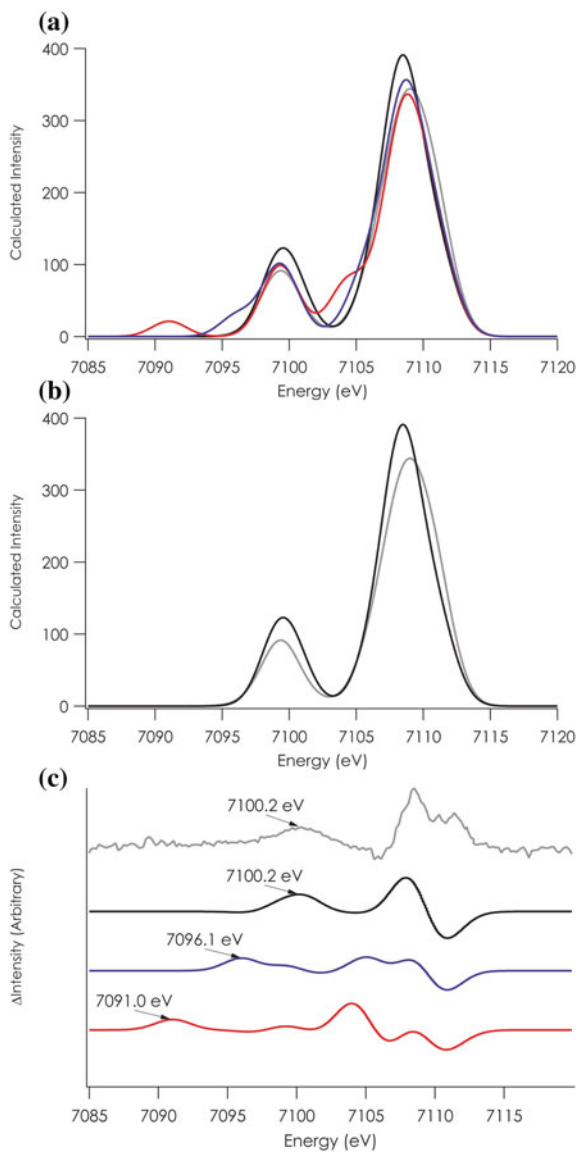 (a)
400
300
200
100
0
Calculated Intensity
7085 7090 7095 7100 7105 7110 7115 7120
Energy (eV)
(b)
400
300
200
100
0
Calculated Intensity
7085 7090 7095 7100 7105 7110 7115 7120
Energy (eV)
(c)
7100.2 eV
7100.2 eV
7096.1 eV
7091.0 eV
ΔIntensity (Arbitrary)
7085 7090 7095 7100 7105 7110 7115
Energy (eV)